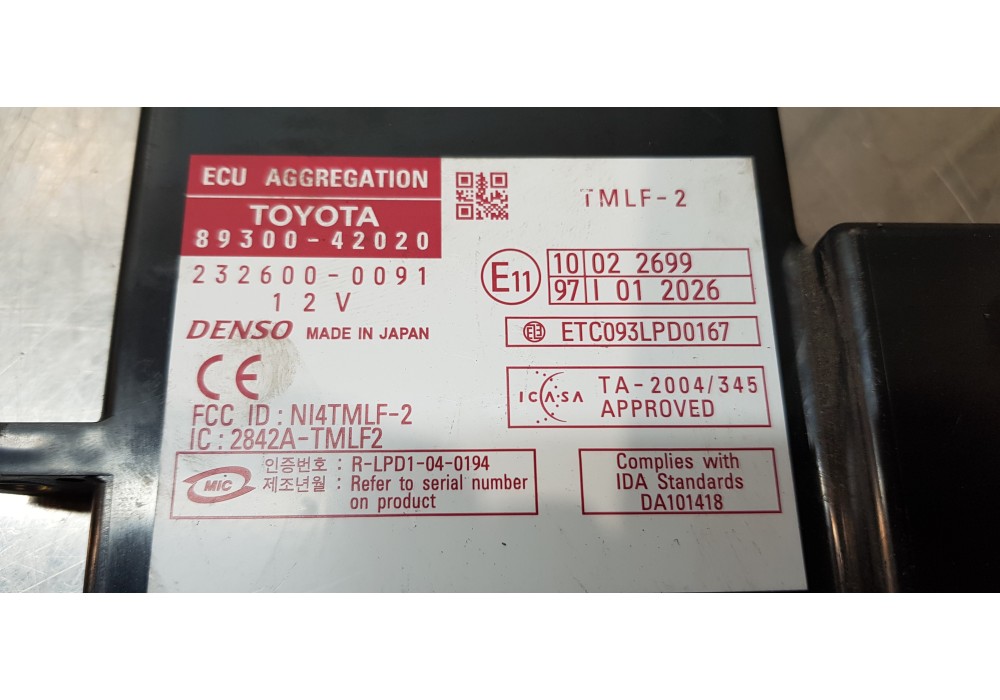 ECU AGGREGATION
TOYOTA
89300-42020
232600-0091
12V
DENSO MADE IN JAPAN
CE
FCC ID : NI4TMLF-2
IC : 2842A-TMLF2
MIC
인증번호 : R-LPD1-04-0194
제조년월 : Refer to serial number
on product
TMLF-2
E11
10 02 2699
97 I 01 2026
ETC093LPD0167
ICASA TA-2004/345
APPROVED
Complies with
IDA Standards
DA101418